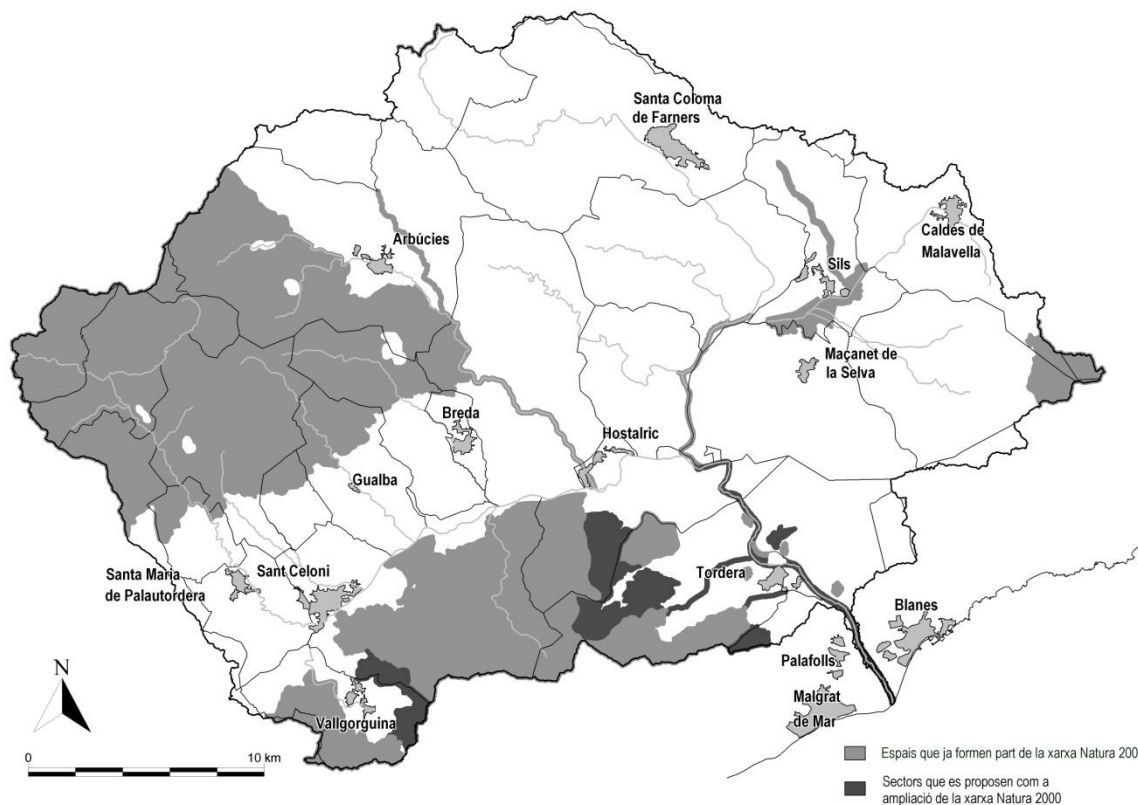 Santa Coloma
de Farners
Caldes de
Malavella
Arbúcies
Sils
Maçanet de
la Selva
Breda
Hostalric
Gualba
Santa Maria
de Palautordera
Sant Celoni
Tordera
Blanes
Palafolls
Malgrat
de Mar
Vallgorguina
N
0
10 km
Espais que ja formen part de la xarxa Natura 200
Sectors que es proposen com a
ampliació de la xarxa Natura 2000